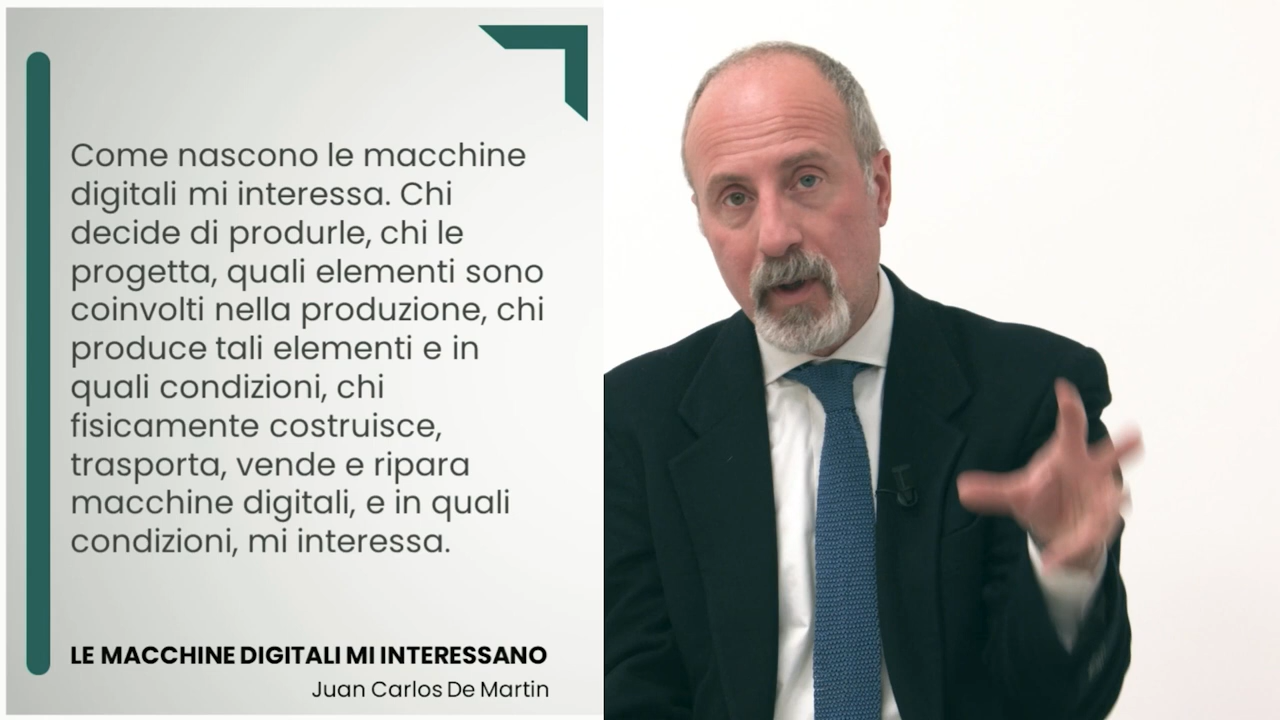 Come nascono le macchine
digitali mi interessa. Chi
decide di produrle, chi le
progetta, quali elementi sono
coinvolti nella produzione, chi
produce tali elementi e in
quali condizioni, chi
fisicamente costruisce,
trasporta, vende e ripara
macchine digitali, e in quali
condizioni, mi interessa.
LE MACCHINE DIGITALI MI INTERESSANO
Juan Carlos De Martin